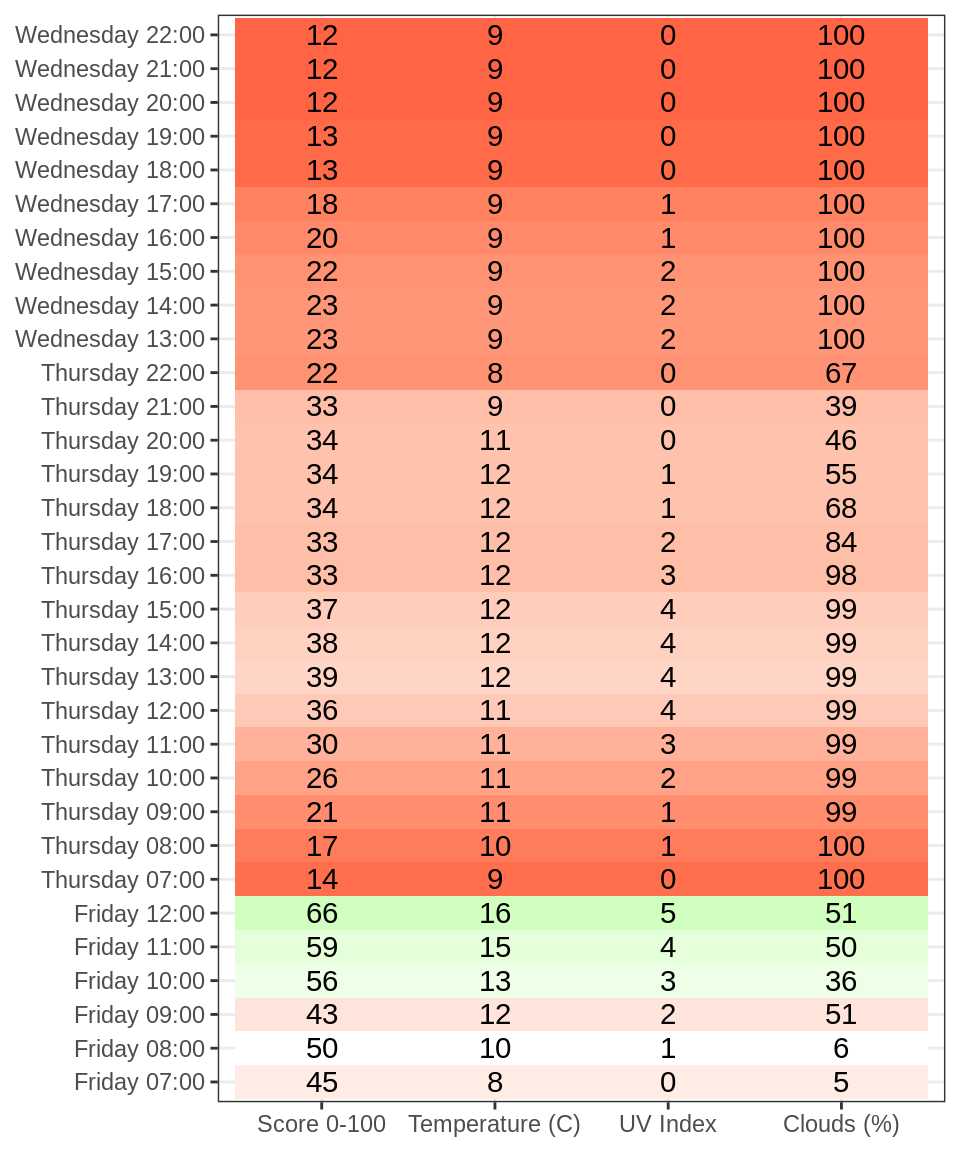 Wednesday 22:00 12 9 0 100
Wednesday 21:00 12 9 0 100
Wednesday 20:00 12 9 0 100
Wednesday 19:00 13 9 0 100
Wednesday 18:00 13 9 0 100
Wednesday 17:00 18 9 1 100
Wednesday 16:00 20 9 1 100
Wednesday 15:00 22 9 2 100
Wednesday 14:00 23 9 2 100
Wednesday 13:00 23 9 2 100
Thursday 22:00 22 8 0 67
Thursday 21:00 33 9 0 39
Thursday 20:00 34 11 0 46
Thursday 19:00 34 12 1 55
Thursday 18:00 34 12 1 68
Thursday 17:00 33 12 2 84
Thursday 16:00 33 12 3 98
Thursday 15:00 37 12 4 99
Thursday 14:00 38 12 4 99
Thursday 13:00 39 12 4 99
Thursday 12:00 36 11 4 99
Thursday 11:00 30 11 3 99
Thursday 10:00 26 11 2 99
Thursday 09:00 21 11 1 99
Thursday 08:00 17 10 1 100
Thursday 07:00 14 9 0 100
Friday 12:00 66 16 5 51
Friday 11:00 59 15 4 50
Friday 10:00 56 13 3 36
Friday 09:00 43 12 2 51
Friday 08:00 50 10 1 6
Friday 07:00 45 8 0 5
Score 0-100 Temperature (C) UV Index Clouds (%)